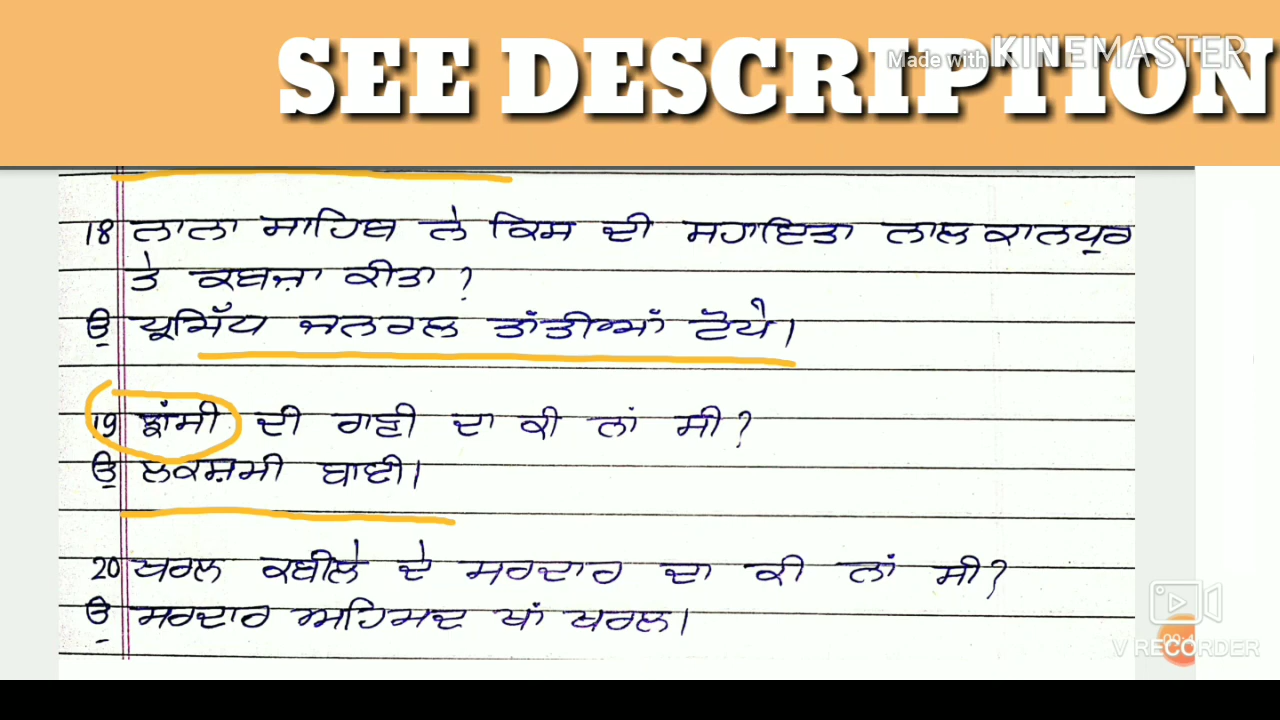 SEE DESCRIPTION
Made with KINEMASTER
18 ਨਾਨਾ ਸਾਹਿਬ ਨੇ ਕਿਸ ਦੀ ਸਹਾਇਤਾ ਨਾਲ ਕਾਨਪੁਰ
ਤੇ ਕਬਜ਼ਾ ਕੀਤਾ?
ਉ ਪ੍ਰਸਿੱਧ ਜਨਰਲ ਤਾਂਤੀਆਂ ਟੋਪੇ।
19 ਝਾਂਸੀ ਦੀ ਰਾਣੀ ਦਾ ਕੀ ਨਾਂ ਸੀ?
ਉ ਲਕਸ਼ਮੀ ਬਾਈ।
20 ਖਰਲ ਕਬੀਲੇ ਦੇ ਸਰਦਾਰ ਦਾ ਕੀ ਨਾਂ ਸੀ?
ਉ ਸਰਦਾਰ ਅਹਿਮਦ ਖਾਂ ਖਰਲ।
V RECORDER